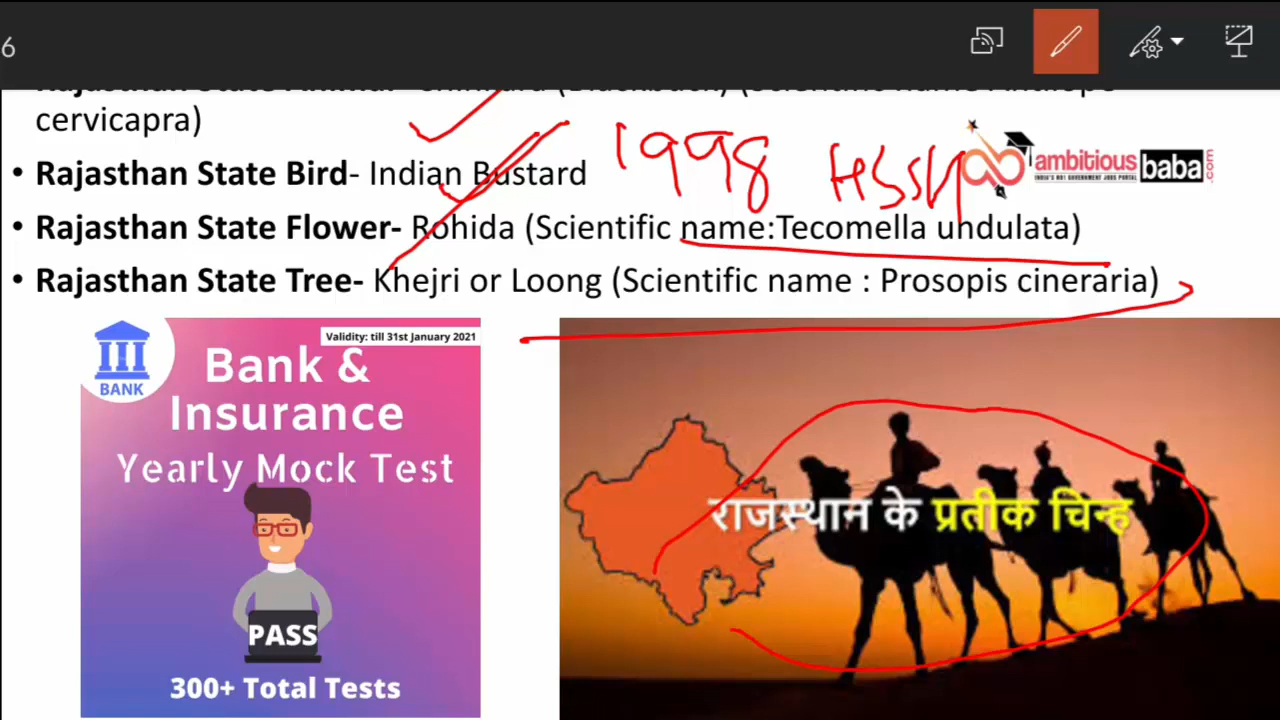 6
cervicapra)
• Rajasthan State Bird- Indian Bustard
1998
ambitious baba .com
INDIA'S NO1 GOVERNMENT JOBS PORTAL
• Rajasthan State Flower- Rohida (Scientific name:Tecomella undulata)
• Rajasthan State Tree- Khejri or Loong (Scientific name : Prosopis cineraria)
Validity: till 31st January 2021
BANK
Bank &
Insurance
Yearly Mock Test
PASS
300+ Total Tests
राजस्थान के प्रतीक चिन्ह